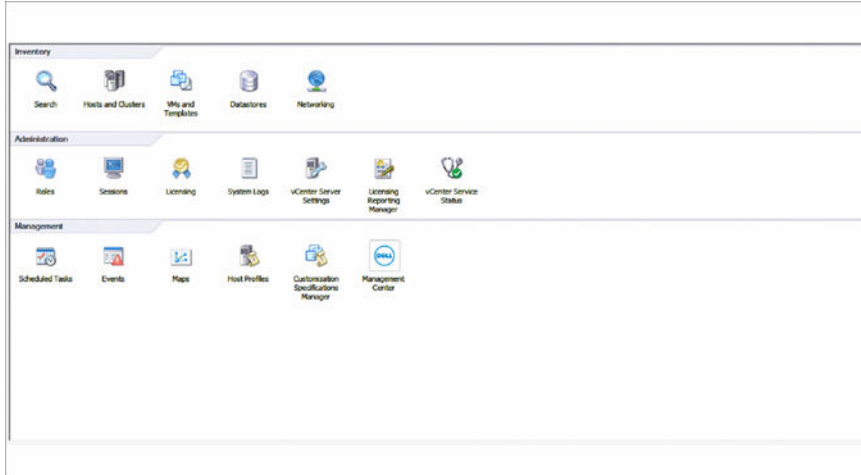 Inventory
Search
Hosts and Clusters
VMs and
Templates
Datastores
Networking
Administration
Roles
Sessions
Licensing
System Logs
vCenter Server
Settings
Licensing
Reporting
Manager
vCenter Service
Status
Management
Scheduled Tasks
Events
Maps
Host Profiles
Customization
Specifications
Manager
DELL
Management
Center